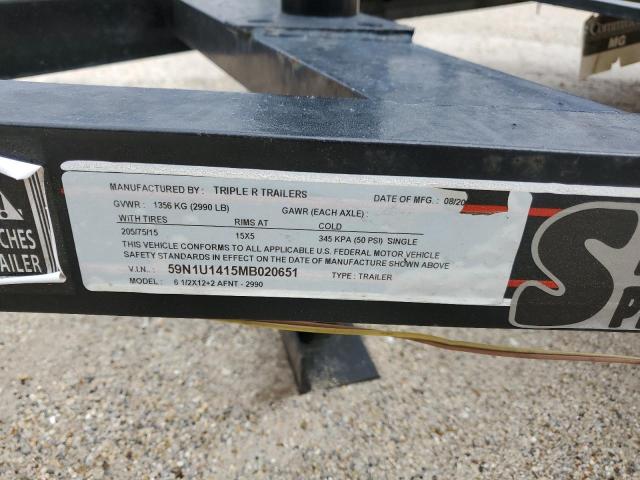 Comm
MG
CHES
AILER
MANUFACTURED BY : TRIPLE R TRAILERS DATE OF MFG. : 08/20
GVWR : 1356 KG (2990 LB) GAWR (EACH AXLE) :
WITH TIRES RIMS AT COLD
205/75/15 15X5 345 KPA (50 PSI) SINGLE
THIS VEHICLE CONFORMS TO ALL APPLICABLE U.S. FEDERAL MOTOR VEHICLE
SAFETY STANDARDS IN EFFECT ON THE DATE OF MANUFACTURE SHOWN ABOVE
V.I.N.. : 59N1U1415MB020651 TYPE : TRAILER
MODEL : 6 1/2X12+2 AFNT - 2990
S
P